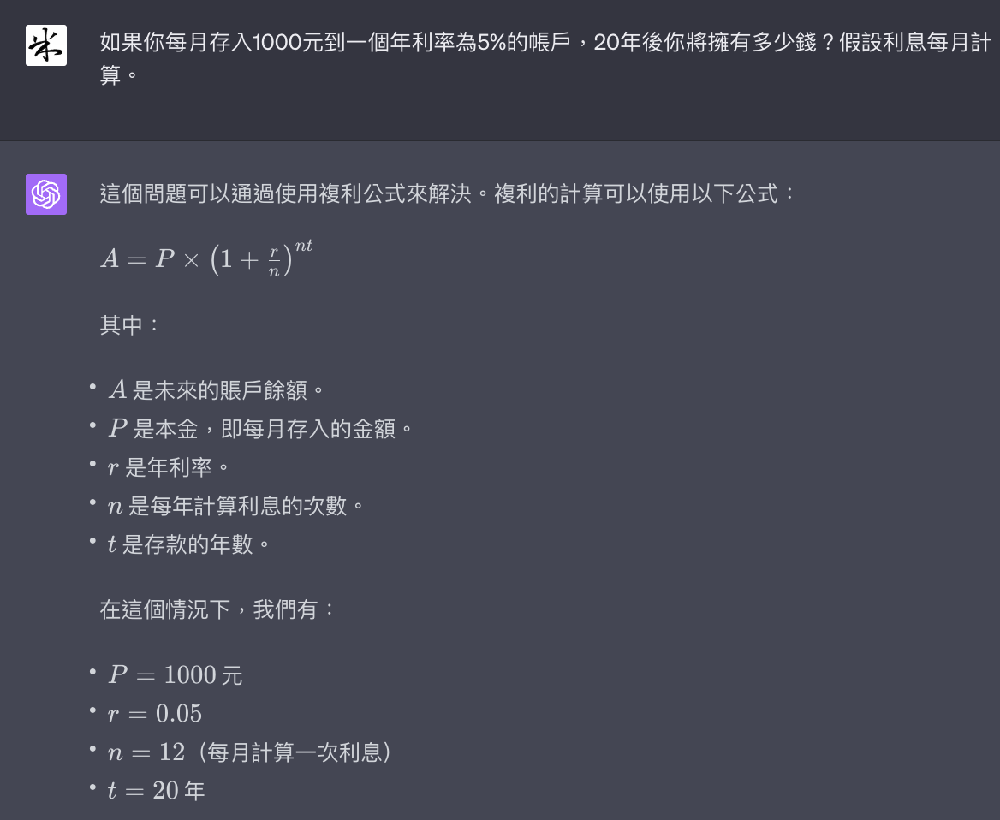 米
如果你每月存入1000元到一個年利率為5%的帳戶，20年後你將擁有多少錢？假設利息每月計
算。
這個問題可以通過使用複利公式來解決。複利的計算可以使用以下公式：
A = P × (1 + r/n)^nt
其中：
• A 是未來的賬戶餘額。
• P 是本金，即每月存入的金額。
• r 是年利率。
• n 是每年計算利息的次數。
• t 是存款的年數。
在這個情況下，我們有：
• P = 1000 元
• r = 0.05
• n = 12（每月計算一次利息）
• t = 20 年